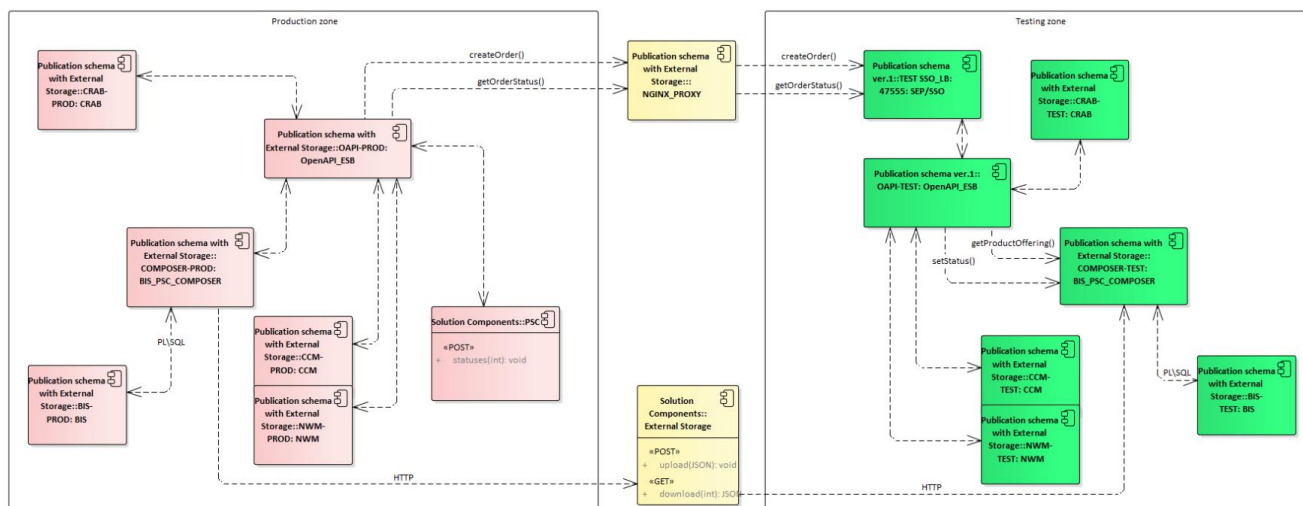 Production zone
Testing zone
Publication schema
with External
Storage::CRAB-
PROD: CRAB
createOrder()
getOrderStatus()
Publication schema
with External
Storage:::
NGINX_PROXY
createOrder()
getOrderStatus()
Publication schema
ver.1::TEST SSO_LB:
47555: SEP/SSO
Publication schema
with External
Storage::CRAB-
TEST: CRAB
Publication schema with
External Storage::OAPI-PROD:
OpenAPI_ESB
Publication schema ver.1::
OAPI-TEST: OpenAPI_ESB
Publication schema with
External Storage::
COMPOSER-PROD:
BIS_PSC_COMPOSER
getProductOffering()
setStatus()
Publication schema with
External Storage::
COMPOSER-TEST:
BIS_PSC_COMPOSER
Solution Components::PSC
«POST»
+ statuses(int): void
PL\SQL
Publication schema
with External
Storage::CCM-
PROD: CCM
Publication schema
with External
Storage::NWM-
PROD: NWM
Publication schema
with External
Storage::BIS-
PROD: BIS
Publication schema
with External
Storage::CCM-
TEST: CCM
Publication schema
with External
Storage::NWM-
TEST: NWM
PL\SQL
Publication schema
with External
Storage::BIS-
TEST: BIS
Solution
Components::
External Storage
«POST»
+ upload(JSON): void
«GET»
+ download(int): JSON
HTTP
HTTP